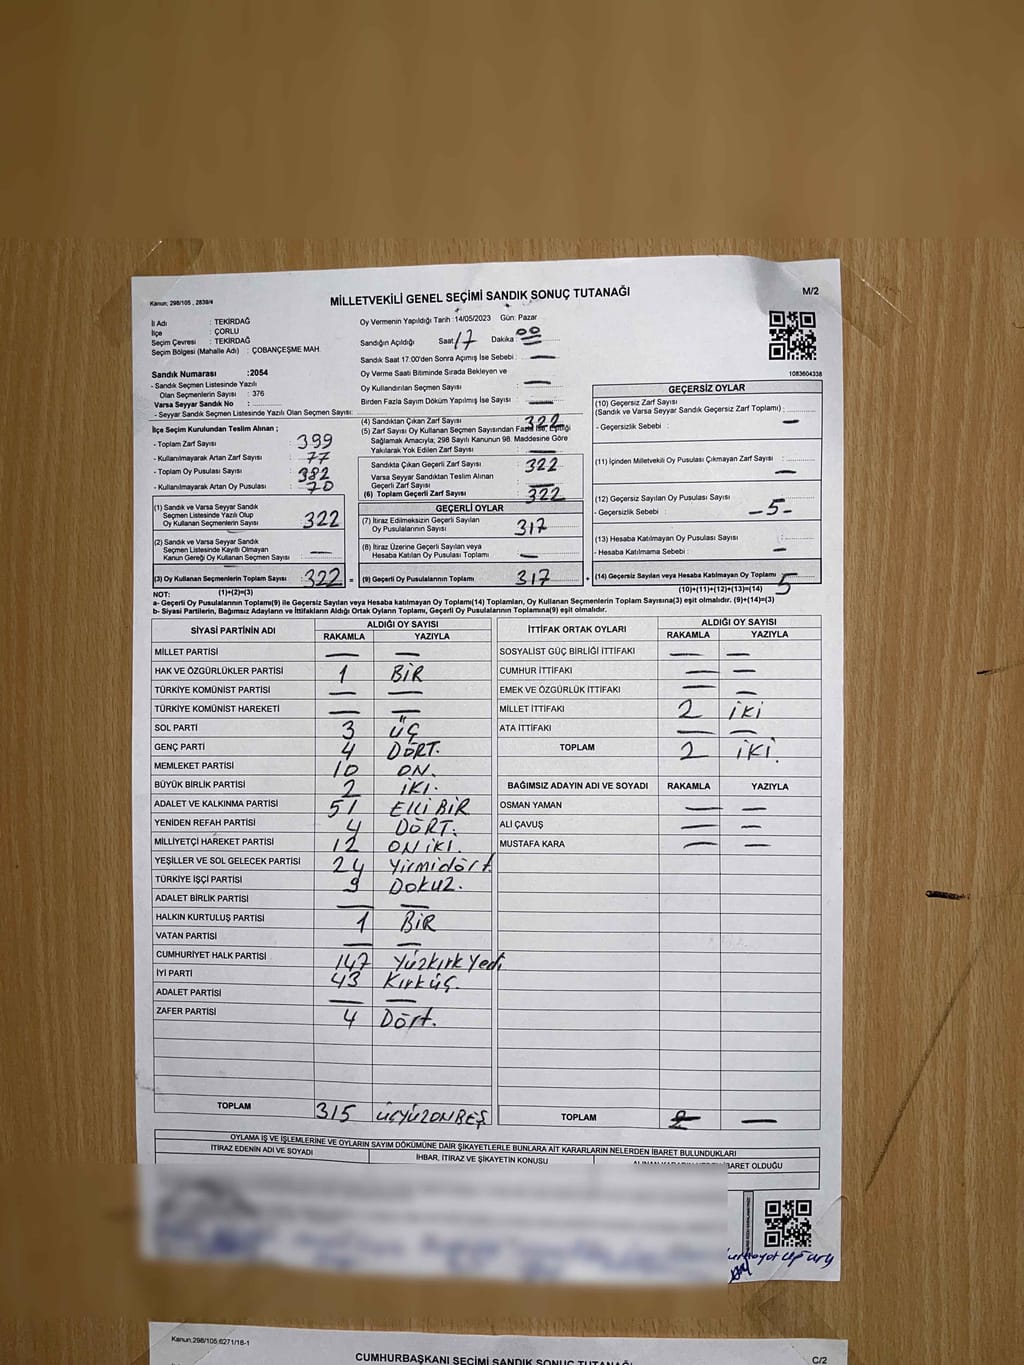 Kanun; 298/105 , 2839/4
MİLLETVEKİLİ GENEL SEÇİMİ SANDIK SONUÇ TUTANAĞI
M/2
İl Adı : TEKİRDAĞ
İlçe : ÇORLU
Seçim Çevresi : TEKİRDAĞ
Seçim Bölgesi (Mahalle Adı) : ÇOBANÇEŞME MAH.
Sandık Numarası :2054
- Sandık Seçmen Listesinde Yazılı
Olan Seçmenlerin Sayısı : 376
Varsa Seyyar Sandık No :
- Seyyar Sandık Seçmen Listesinde Yazılı Olan Seçmen Sayısı:
Oy Vermenin Yapıldığı Tarih :14/05/2023 Gün: Pazar
Sandığın Açıldığı Saat 17 Dakika 00
Sandık Saat 17:00'den Sonra Açımış İse Sebebi : —
Oy Verme Saati Bitiminde Sırada Bekleyen ve
Oy Kullandırılan Seçmen Sayısı : —
Birden Fazla Sayım Döküm Yapılmış İse Sayısı : —
1083604338
İlçe Seçim Kurulundan Teslim Alınan ;
- Toplam Zarf Sayısı : 399
- Kullanılmayarak Artan Zarf Sayısı : 77
- Toplam Oy Pusulası Sayısı : 382
- Kullanılmayarak Artan Oy Pusulası : 70
(1) Sandık ve Varsa Seyyar Sandık
Seçmen Listesinde Yazılı Olup
Oy Kullanan Seçmenlerin Sayısı : 322
(2) Sandık ve Varsa Seyyar Sandık
Seçmen Listesinde Kayıtlı Olmayan
Kanun Gereği Oy Kullanan Seçmen Sayısı : —
(3) Oy Kullanan Seçmenlerin Toplam Sayısı : 322 =
(1)+(2)=(3)
(4) Sandıktan Çıkan Zarf Sayısı : 322
(5) Zarf Sayısı Oy Kullanan Seçmen Sayısından Fazla ise, Eşitliği
Sağlamak Amacıyla; 298 Sayılı Kanunun 98. Maddesine Göre
Yakılarak Yok Edilen Zarf Sayısı : —
Sandıkta Çıkan Geçerli Zarf Sayısı : 322
Varsa Seyyar Sandıktan Teslim Alınan
Geçerli Zarf Sayısı : —
(6) Toplam Geçerli Zarf Sayısı : 322
GEÇERLİ OYLAR
(7) İtiraz Edilmeksizin Geçerli Sayılan
Oy Pusulalarının Sayısı : 317
(8) İtiraz Üzerine Geçerli Sayılan veya
Hesaba Katılan Oy Pusulası Toplamı : —
(9) Geçerli Oy Pusulalarının Toplamı : 317 +
GEÇERSİZ OYLAR
(10) Geçersiz Zarf Sayısı
(Sandık ve Varsa Seyyar Sandık Geçersiz Zarf Toplamı) :
- Geçersizlik Sebebi : —
(11) İçinden Milletvekili Oy Pusulası Çıkmayan Zarf Sayısı : —
(12) Geçersiz Sayılan Oy Pusulası Sayısı
- Geçersizlik Sebebi : -5-
(13) Hesaba Katılmayan Oy Pusulası Sayısı :
- Hesaba Katılmama Sebebi : —
(14) Geçersiz Sayılan veya Hesaba Katılmayan Oy Toplamı : 5
(10)+(11)+(12)+(13)=(14)
NOT:
a- Geçerli Oy Pusulalarının Toplamı(9) ile Geçersiz Sayılan veya Hesaba katılmayan Oy Toplamı(14) Toplamları, Oy Kullanan Seçmenlerin Toplam Sayısına(3) eşit olmalıdır. (9)+(14)=(3)
b- Siyasi Partilerin, Bağımsız Adayların ve İttifakların Aldığı Ortak Oyların Toplamı, Geçerli Oy Pusulalarının Toplamına(9) eşit olmalıdır.
SİYASİ PARTİNİN ADI ALDIĞI OY SAYISI
RAKAMLA YAZIYLA
MİLLET PARTİSİ — —
HAK VE ÖZGÜRLÜKLER PARTİSİ 1 BİR
TÜRKİYE KOMÜNİST PARTİSİ — —
TÜRKİYE KOMÜNİST HAREKETİ — —
SOL PARTİ 3 ÜÇ
GENÇ PARTİ 4 DÖRT.
MEMLEKET PARTİSİ 10 ON.
BÜYÜK BİRLİK PARTİSİ 2 İKİ.
ADALET VE KALKINMA PARTİSİ 51 ELLİ BİR
YENİDEN REFAH PARTİSİ 4 DÖRT.
MİLLİYETÇİ HAREKET PARTİSİ 12 ON İKİ.
YEŞİLLER VE SOL GELECEK PARTİSİ 24 Yirmidört.
TÜRKİYE İŞÇİ PARTİSİ 9 Dokuz.
ADALET BİRLİK PARTİSİ — —
HALKIN KURTULUŞ PARTİSİ 1 BİR
VATAN PARTİSİ — —
CUMHURİYET HALK PARTİSİ 147 Yüzkırk Yedi
İYİ PARTİ 43 Kırküç.
ADALET PARTİSİ — —
ZAFER PARTİSİ 4 Dört.
TOPLAM 315 ÜÇYÜZONBEŞ
İTTİFAK ORTAK OYLARI ALDIĞI OY SAYISI
RAKAMLA YAZIYLA
SOSYALİST GÜÇ BİRLİĞİ İTTİFAKI — —
CUMHUR İTTİFAKI — —
EMEK VE ÖZGÜRLÜK İTTİFAKI — —
MİLLET İTTİFAKI 2 İKİ
ATA İTTİFAKI — —
TOPLAM 2 İKİ.
BAĞIMSIZ ADAYIN ADI VE SOYADI RAKAMLA YAZIYLA
OSMAN YAMAN — —
ALİ ÇAVUŞ — —
MUSTAFA KARA — —
TOPLAM —
OYLAMA İŞ VE İŞLEMLERİNE VE OYLARIN SAYIM DÖKÜMÜNE DAİR ŞİKAYETLERLE BUNLARA AİT KARARLARIN NELERDEN İBARET BULUNDUKLARI
İTİRAZ EDENİN ADI VE SOYADI
İHBAR, İTİRAZ VE ŞİKAYETİN KONUSU
İBARET OLDUĞU
Kanun;298/105;6271/18-1
CUMHURBAŞKANI SEÇİMİ SANDIK SONUÇ TUTANAĞI
C/2